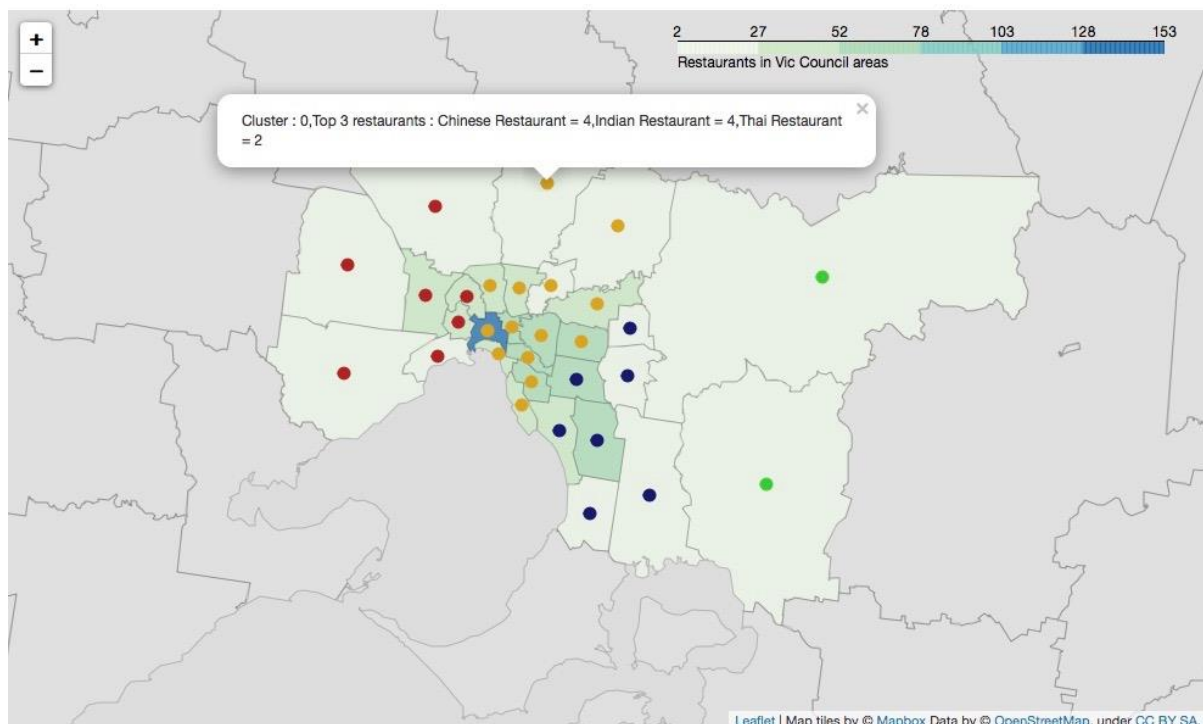 +
−
2 27 52 78 103 128 153
Restaurants in Vic Council areas
×
Cluster : 0,Top 3 restaurants : Chinese Restaurant = 4,Indian Restaurant = 4,Thai Restaurant
= 2
Leaflet | Map tiles by © Mapbox Data by © OpenStreetMap, under CC BY SA